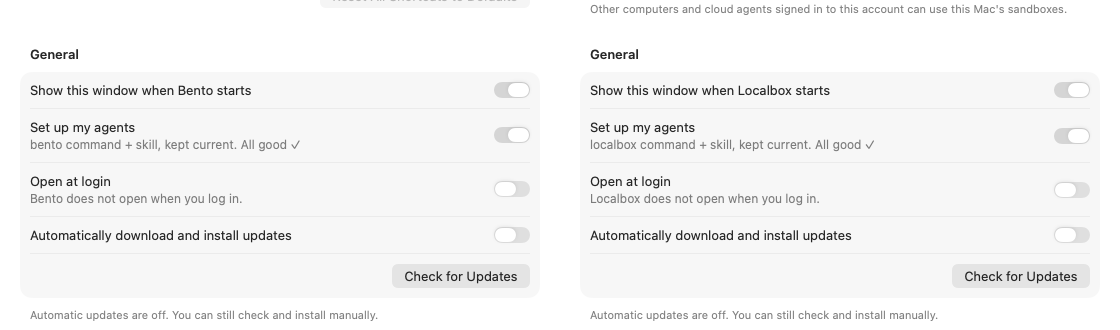 Reset All Shortcuts to Defaults
General
Show this window when Bento starts
Set up my agents
bento command + skill, kept current. All good ✓
Open at login
Bento does not open when you log in.
Automatically download and install updates
Check for Updates
Automatic updates are off. You can still check and install manually.
Other computers and cloud agents signed in to this account can use this Mac's sandboxes.
General
Show this window when Localbox starts
Set up my agents
localbox command + skill, kept current. All good ✓
Open at login
Localbox does not open when you log in.
Automatically download and install updates
Check for Updates
Automatic updates are off. You can still check and install manually.